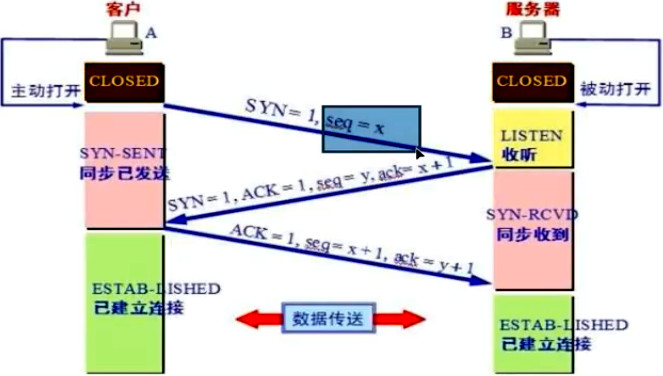 客户
服务器
A
B
主动打开
CLOSED
CLOSED
被动打开
SYN=1, seq = x
LISTEN
收听
SYN-SENT
同步已发送
SYN=1, ACK=1, seq= y, ack= x+1
SYN-RCVD
同步收到
ACK=1, seq=x+1, ack = y+1
ESTAB-LISHED
已建立连接
数据传送
ESTAB-LISHED
已建立连接